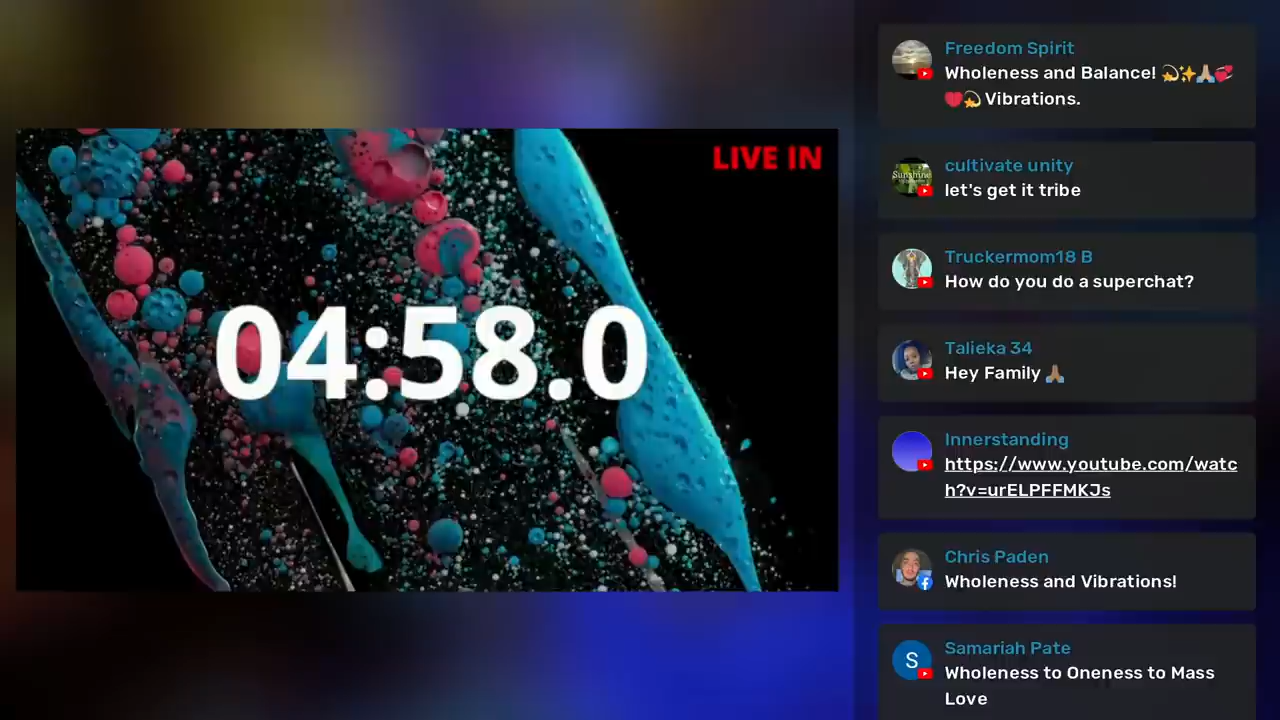 LIVE IN
04:58.0
Freedom Spirit
Wholeness and Balance! 💫✨🙏🏽💞
❤️💫 Vibrations.
cultivate unity
let's get it tribe
Truckermom18 B
How do you do a superchat?
Talieka 34
Hey Family 🙏🏽
Innerstanding
https://www.youtube.com/watc
h?v=urELPFFMKJs
Chris Paden
Wholeness and Vibrations!
S
Samariah Pate
Wholeness to Oneness to Mass
Love